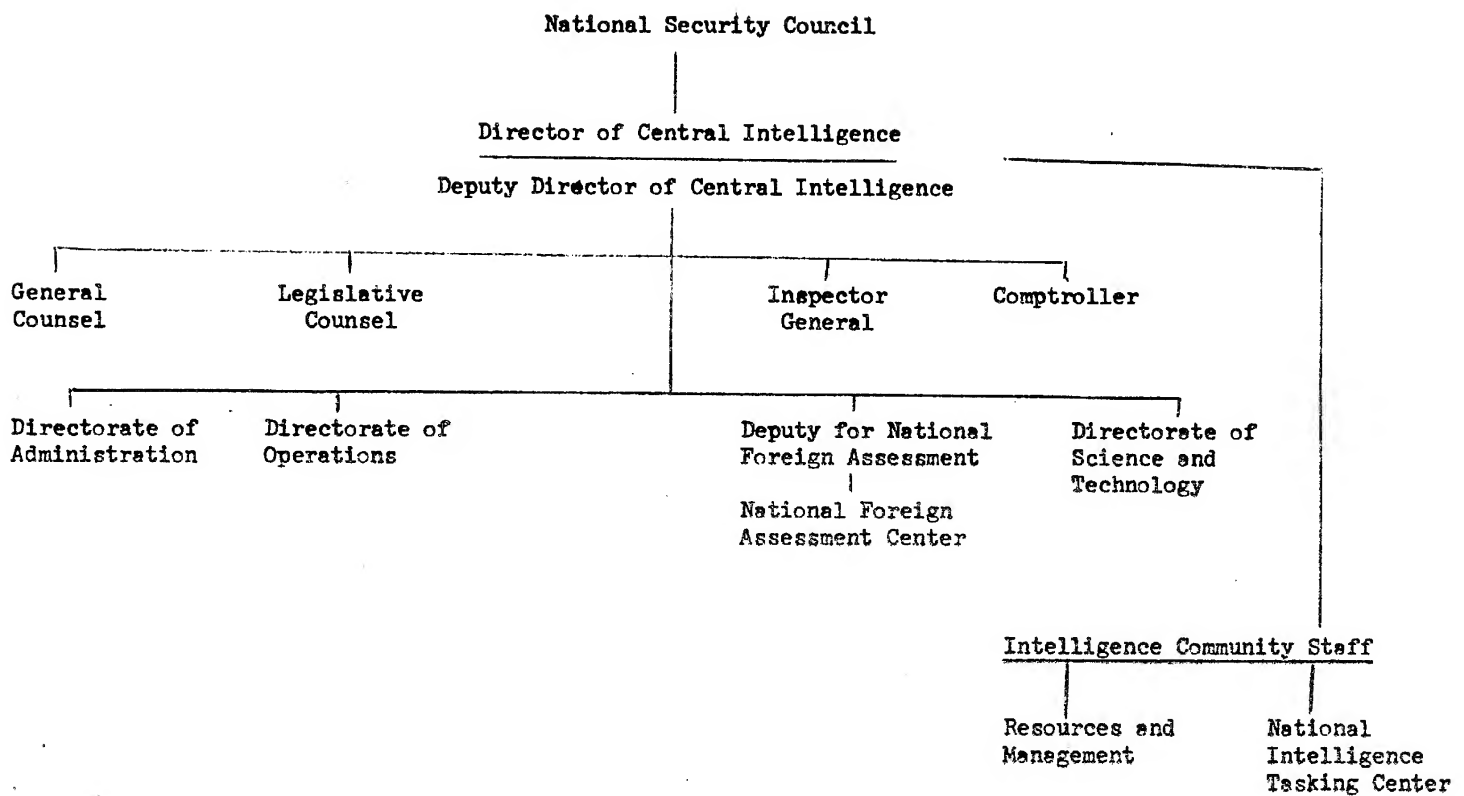 National Security Council
Director of Central Intelligence
Deputy Director of Central Intelligence
General
Counsel
Legislative
Counsel
Inspector
General
Comptroller
Directorate of
Administration
Directorate of
Operations
Deputy for National
Foreign Assessment
National Foreign
Assessment Center
Directorate of
Science and
Technology
Intelligence Community Staff
Resources and
Management
National
Intelligence
Tasking Center